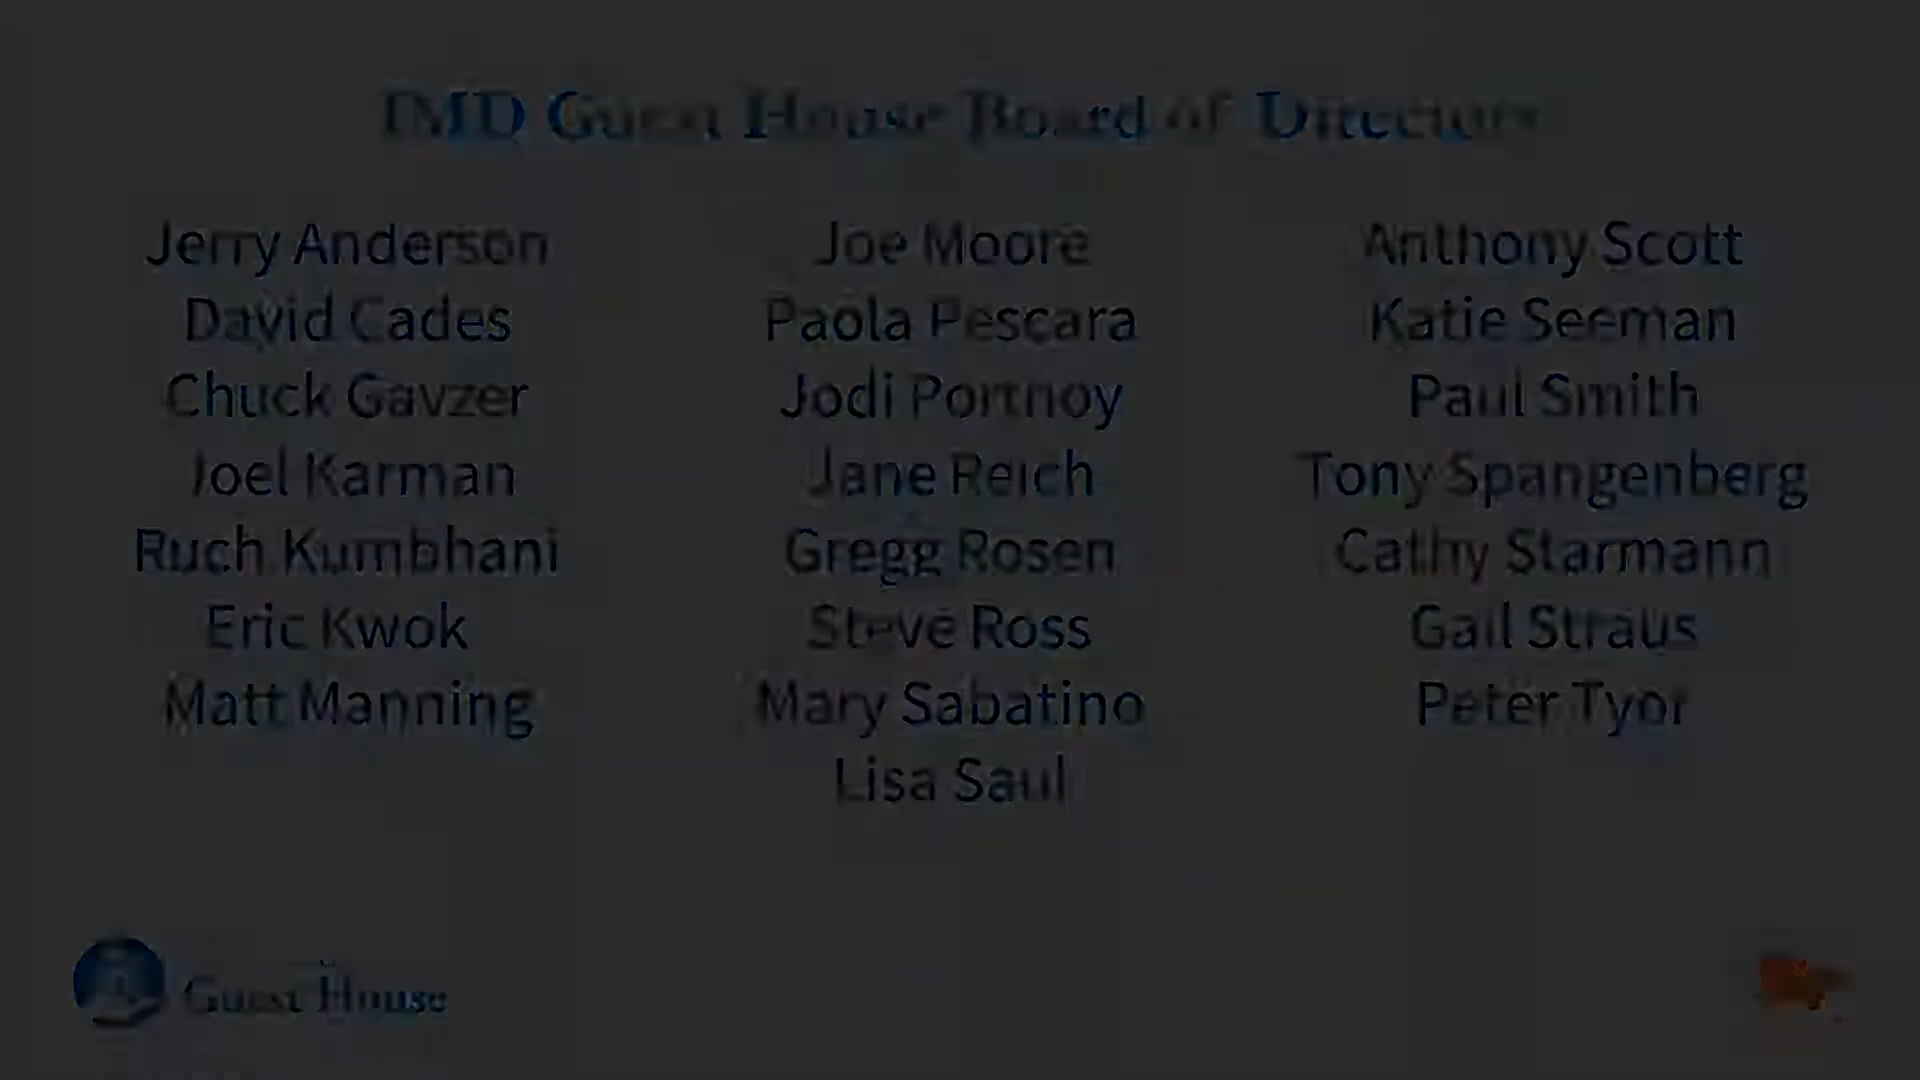 IMD Guest House Board of Directors
Jerry Anderson
David Cades
Chuck Gavzer
Joel Karman
Ruch Kumbhani
Eric Kwok
Matt Manning
Joe Moore
Paola Pescara
Jodi Portnoy
Jane Reich
Gregg Rosen
Steve Ross
Mary Sabatino
Lisa Saul
Anthony Scott
Katie Seeman
Paul Smith
Tony Spangenberg
Cathy Starmann
Gail Straus
Peter Tyor
Guest House